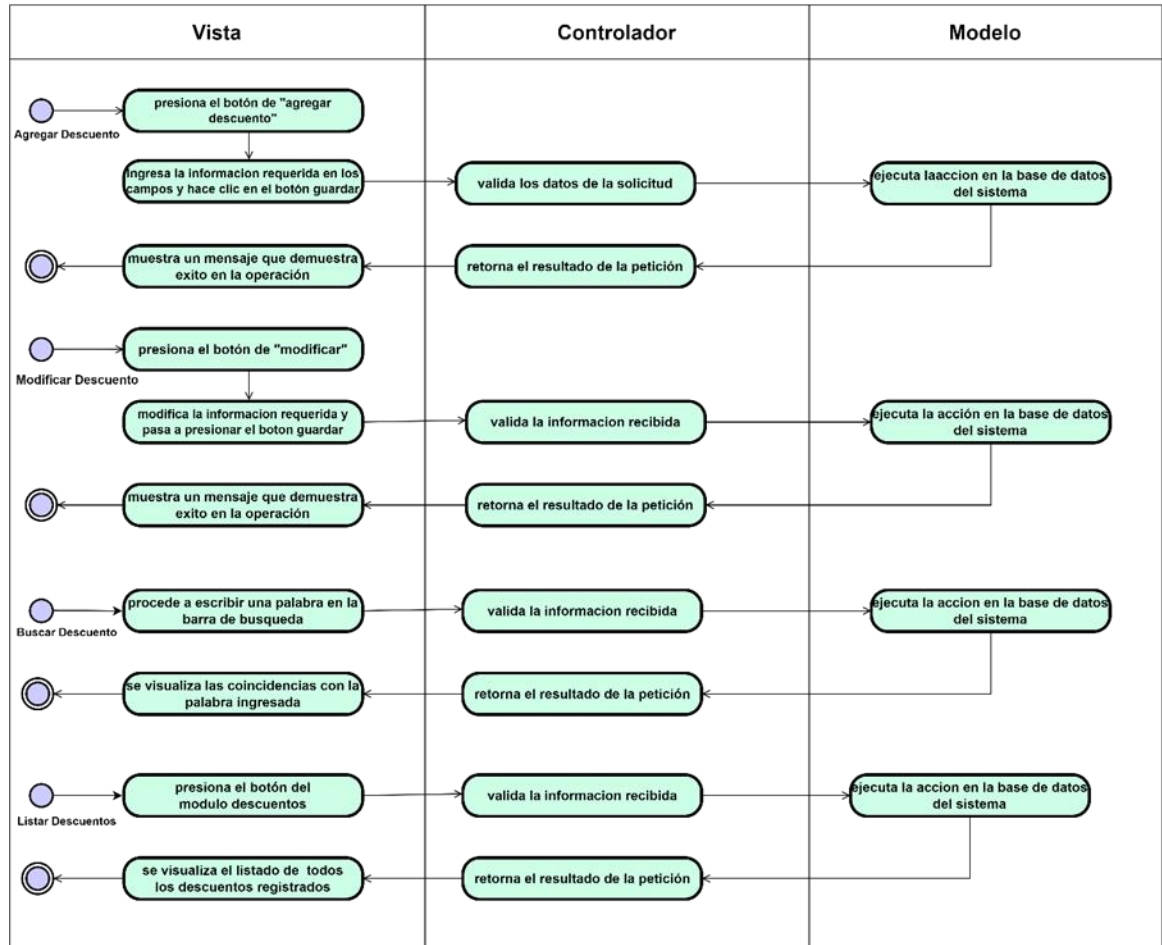 Vista
Controlador
Modelo
presiona el botón de "agregar
descuento"
Agregar Descuento
Ingresa la informacion requerida en los
campos y hace clic en el botón guardar
valida los datos de la solicitud
ejecuta laaccion en la base de datos
del sistema
muestra un mensaje que demuestra
exito en la operación
retorna el resultado de la petición
presiona el botón de "modificar"
Modificar Descuento
modifica la informacion requerida y
pasa a presionar el boton guardar
valida la informacion recibida
ejecuta la acción en la base de datos
del sistema
muestra un mensaje que demuestra
exito en la operación
retorna el resultado de la petición
procede a escribir una palabra en la
barra de busqueda
Buscar Descuento
valida la informacion recibida
ejecuta la accion en la base de datos
del sistema
se visualiza las coincidencias con la
palabra ingresada
retorna el resultado de la petición
presiona el botón del
modulo descuentos
Listar Descuentos
valida la informacion recibida
ejecuta la accion en la base de datos
del sistema
se visualiza el listado de todos
los descuentos registrados
retorna el resultado de la petición